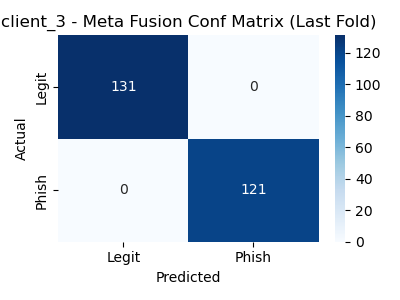 client_3 - Meta Fusion Conf Matrix (Last Fold)
Actual
Legit
Phish
131
0
0
121
Legit
Phish
Predicted
120
100
80
60
40
20
0